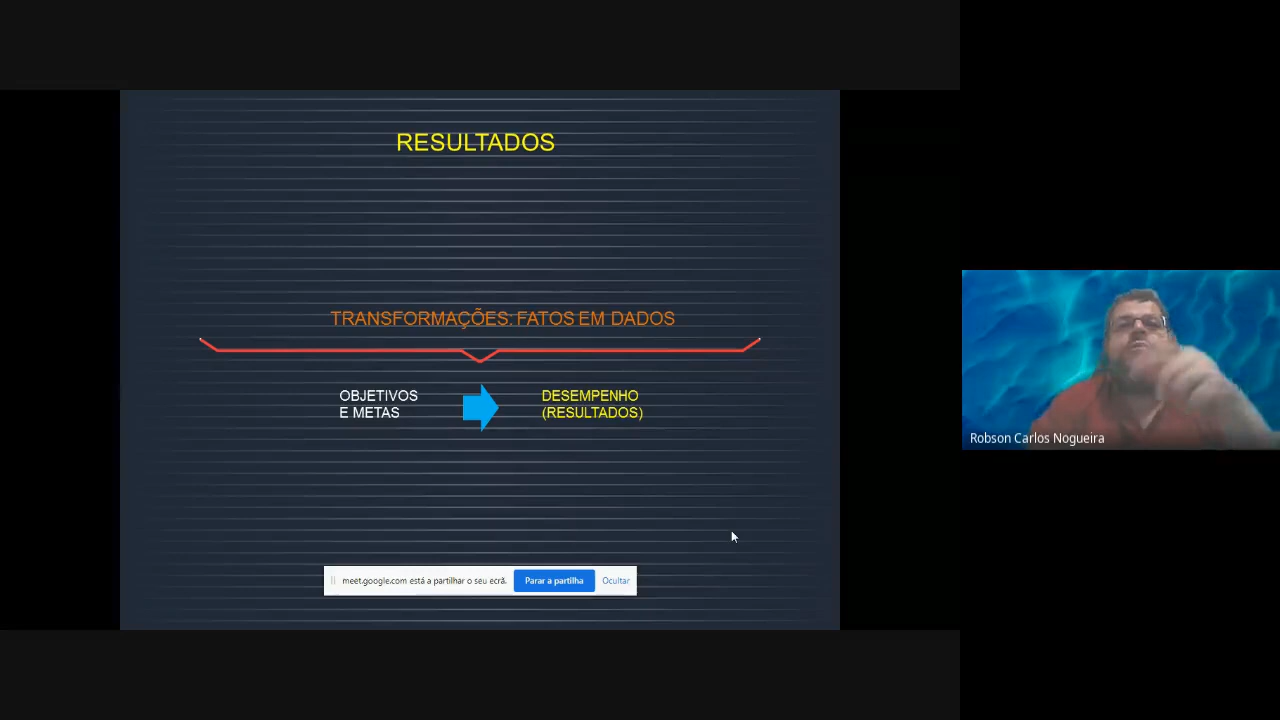 RESULTADOS
TRANSFORMAÇÕES: FATOS EM DADOS
OBJETIVOS
E METAS
DESEMPENHO
(RESULTADOS)
meet.google.com está a partilhar o seu ecrã.
Parar a partilha
Ocultar
Robson Carlos Nogueira